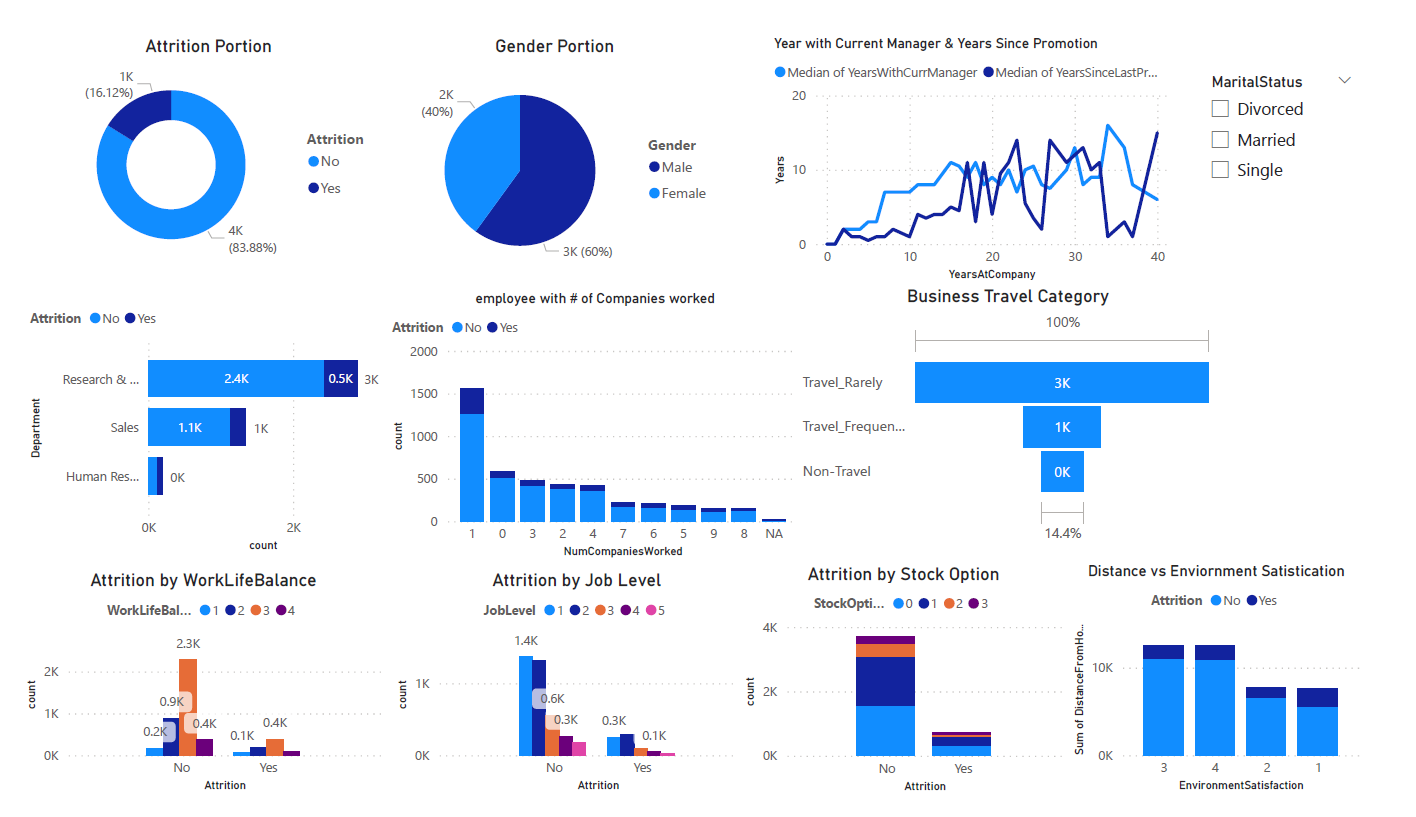 Attrition Portion
1K
(16.12%)
Attrition
No
Yes
4K
(83.88%)
Gender Portion
2K
(40%)
Gender
Male
Female
3K (60%)
Year with Current Manager & Years Since Promotion
Median of YearsWithCurrManager Median of YearsSinceLastPr...
20
10
0
Years
0 10 20 30 40
YearsAtCompany
MaritalStatus
Divorced
Married
Single
Attrition No Yes
Research & ... 2.4K 0.5K 3K
Sales 1.1K 1K
Human Res... 0K
Department
0K 2K
count
employee with # of Companies worked
Attrition No Yes
2000
1500
1000
500
0
count
1 0 3 2 4 7 6 5 9 8 NA
NumCompaniesWorked
Business Travel Category
100%
Travel_Rarely 3K
Travel_Frequen... 1K
Non-Travel 0K
14.4%
Attrition by WorkLifeBalance
WorkLifeBal... 1 2 3 4
2.3K
2K
0.9K
1K
0.2K 0.4K 0.1K 0.4K
0K
count
No Yes
Attrition
Attrition by Job Level
JobLevel 1 2 3 4 5
1.4K
1K
0.6K
0.3K 0.3K 0.1K
0K
count
No Yes
Attrition
Attrition by Stock Option
StockOpti... 0 1 2 3
4K
2K
0K
count
No Yes
Attrition
Distance vs Enviornment Satistication
Attrition No Yes
10K
0K
Sum of DistanceFromHo...
3 4 2 1
EnvironmentSatisfaction